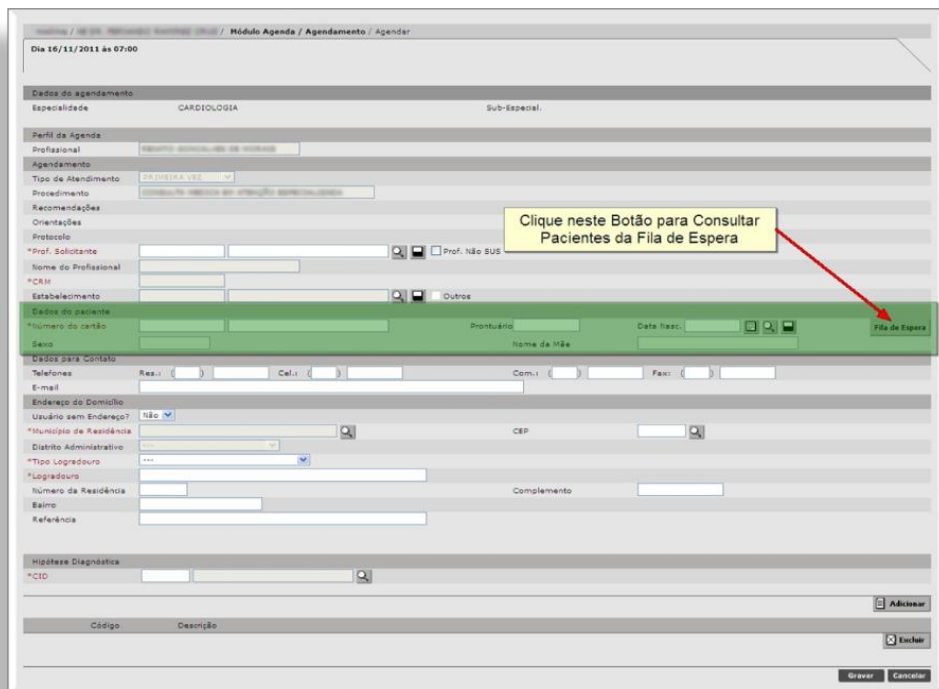 / Módulo Agenda / Agendamento / Agendar
Dia 16/11/2011 às 07:00
Dados do agendamento
Especialidade CARDIOLOGIA Sub-Especial.
Perfil da Agenda
Profissional
Agendamento
Tipo de Atendimento PRIMEIRA VEZ
Procedimento
Recomendações
Orientações
Protocolo
Clique neste Botão para Consultar
Pacientes da Fila de Espera
*Prof. Solicitante Prof. Não SUS
Nome do Profissional
*CRM
Estabelecimento Outros
Dados do paciente
*Número do cartão Prontuário Data Nasc. Fila de Espera
Sexo Nome da Mãe
Dados para Contato
Telefones Res.: ( ) Cel.: ( ) Com.: ( ) Fax: ( )
E-mail
Endereço do Domicílio
Usuário sem Endereço? Não
*Município de Residência CEP
Distrito Administrativo ---
*Tipo Logradouro ---
*Logradouro
Número da Residência Complemento
Bairro
Referência
Hipótese Diagnóstica
*CID
Adicionar
Código Descrição
Excluir
Gravar Cancelar